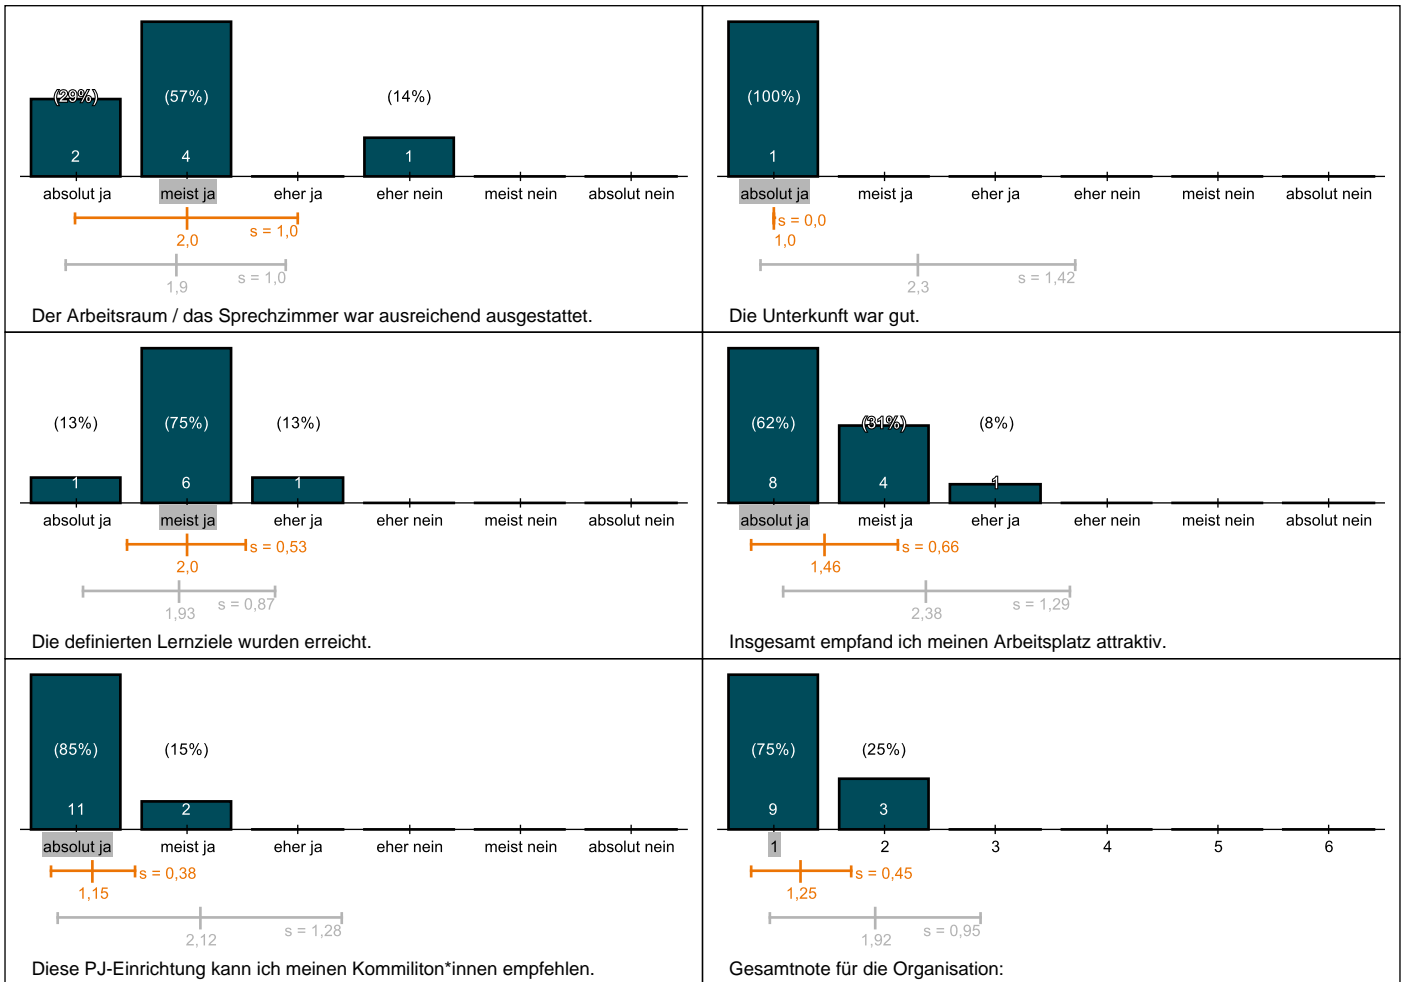 (29%) (57%) (14%)
2 4 1
absolut ja meist ja eher ja eher nein meist nein absolut nein
s = 1,0
2,0
s = 1,0
1,9
Der Arbeitsraum / das Sprechzimmer war ausreichend ausgestattet.
(100%)
1
absolut ja meist ja eher ja eher nein meist nein absolut nein
s = 0,0
1,0
s = 1,42
2,3
Die Unterkunft war gut.
(13%) (75%) (13%)
1 6 1
absolut ja meist ja eher ja eher nein meist nein absolut nein
s = 0,53
2,0
s = 0,87
1,93
Die definierten Lernziele wurden erreicht.
(62%) (31%) (8%)
8 4 1
absolut ja meist ja eher ja eher nein meist nein absolut nein
s = 0,66
1,46
s = 1,29
2,38
Insgesamt empfand ich meinen Arbeitsplatz attraktiv.
(85%) (15%)
11 2
absolut ja meist ja eher ja eher nein meist nein absolut nein
s = 0,38
1,15
s = 1,28
2,12
Diese PJ-Einrichtung kann ich meinen Kommiliton*innen empfehlen.
(75%) (25%)
9 3
1 2 3 4 5 6
s = 0,45
1,25
s = 0,95
1,92
Gesamtnote für die Organisation: